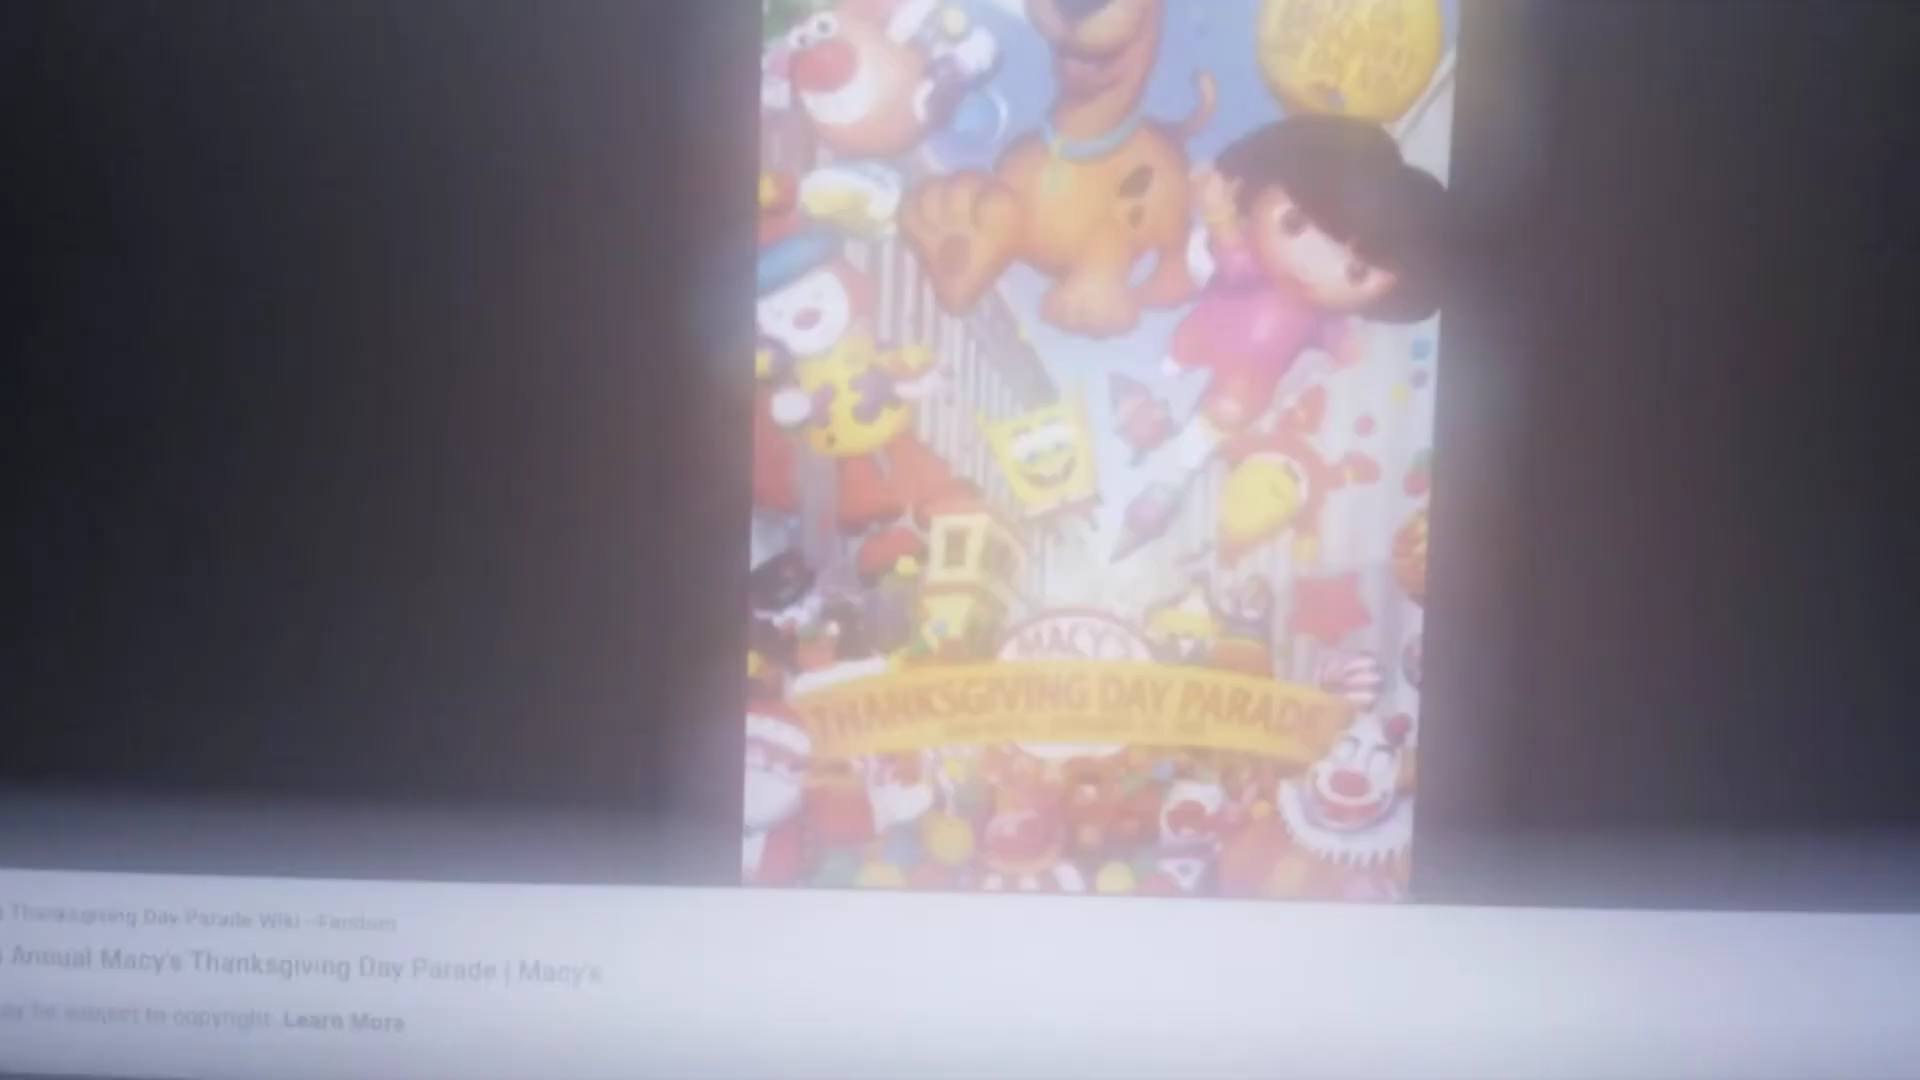 MACY'S
THANKSGIVING DAY PARADE
Thanksgiving Day Parade Wiki - Fandom
Annual Macy's Thanksgiving Day Parade | Macy's
be subject to copyright. Learn More